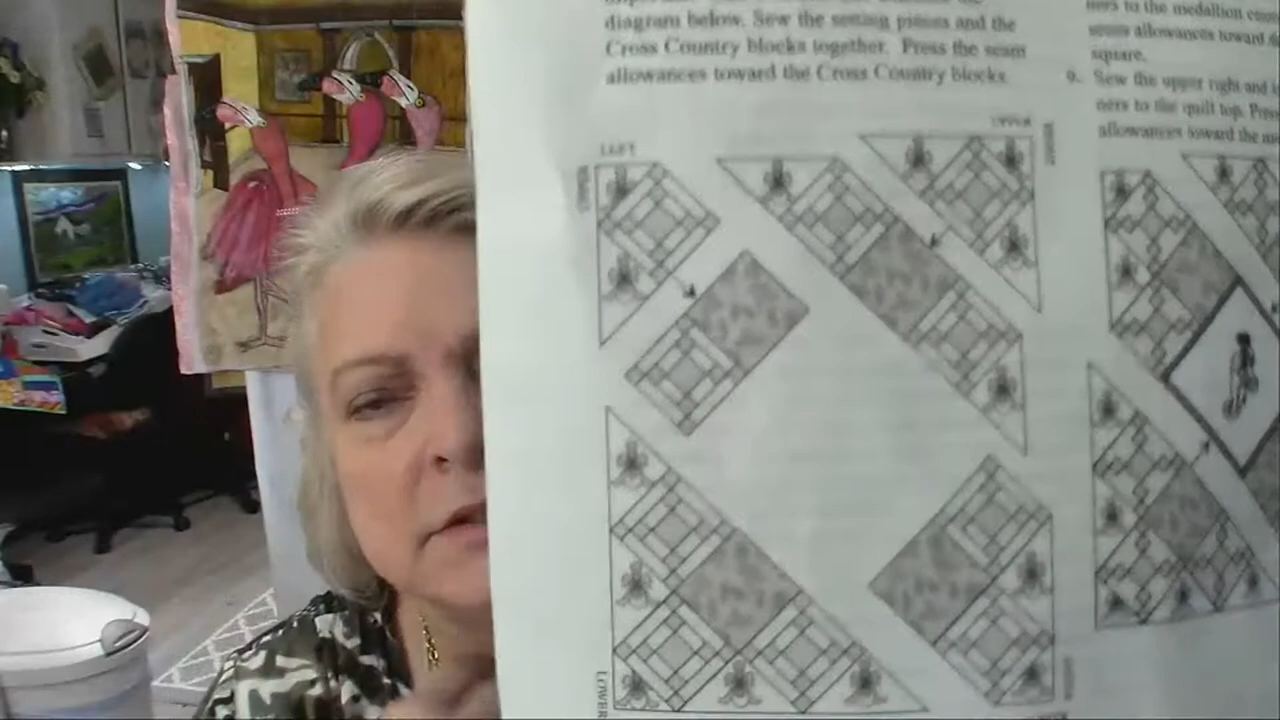 diagram below. Sew the setting pieces and the
Cross Country blocks together. Press the seam
allowances toward the Cross Country blocks.
LEFT
UPPER
LOWER
to the medallion
seam allowances toward
square.
9. Sew the upper right and
ners to the quilt top.
allowances toward the